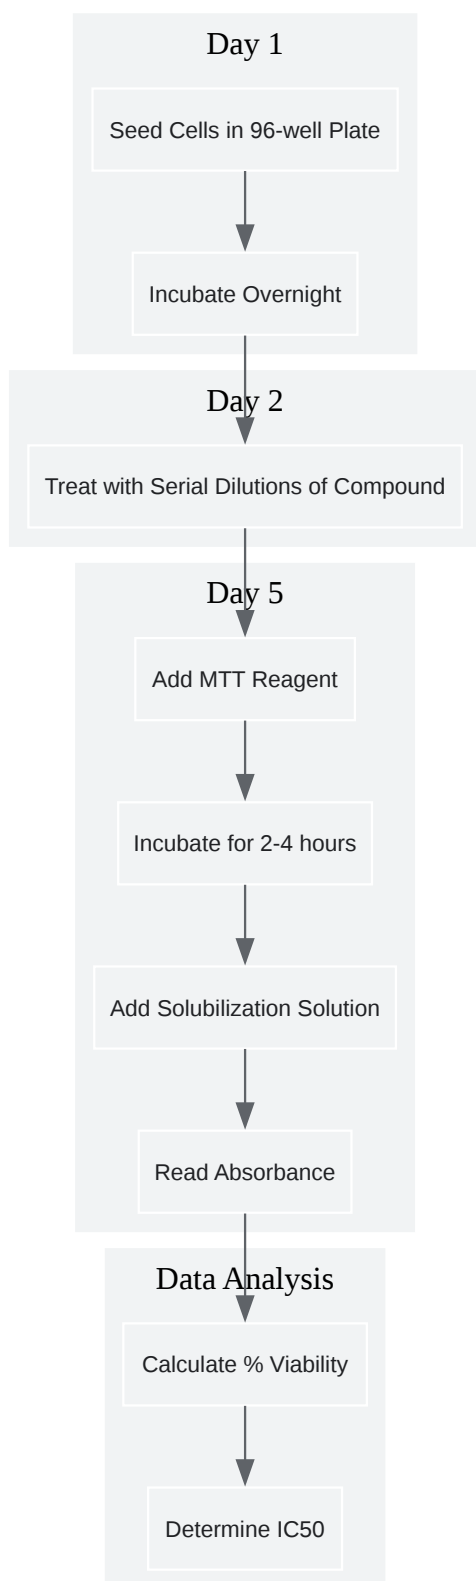 Day 1
Seed Cells in 96-well Plate
Incubate Overnight
Day 2
Treat with Serial Dilutions of Compound
Day 5
Add MTT Reagent
Incubate for 2-4 hours
Add Solubilization Solution
Read Absorbance
Data Analysis
Calculate % Viability
Determine IC50